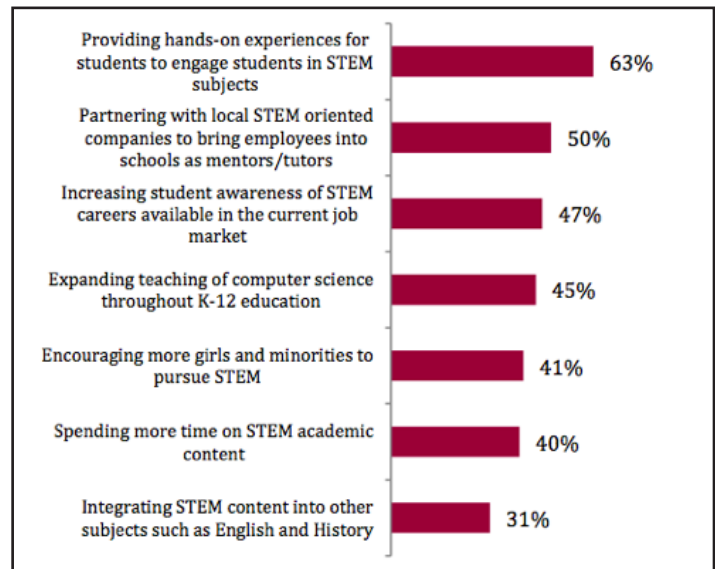 Providing hands-on experiences for
students to engage students in STEM
subjects
63%
Partnering with local STEM oriented
companies to bring employees into
schools as mentors/tutors
50%
Increasing student awareness of STEM
careers available in the current job
market
47%
Expanding teaching of computer science
throughout K-12 education
45%
Encouraging more girls and minorities to
pursue STEM
41%
Spending more time on STEM academic
content
40%
Integrating STEM content into other
subjects such as English and History
31%